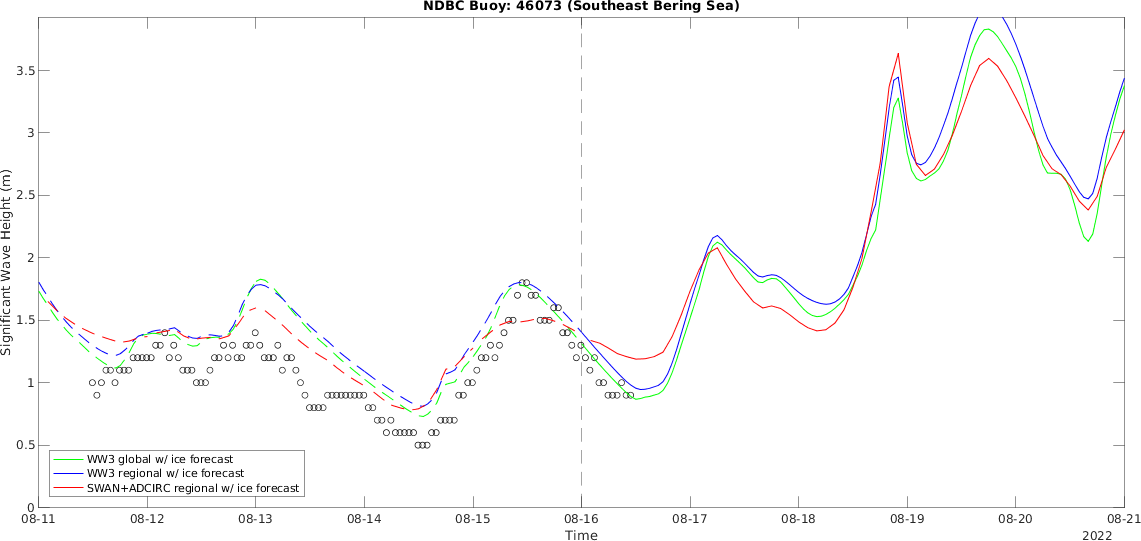 NDBC Buoy: 46073 (Southeast Bering Sea)
Significant Wave Height (m)
3.5
3
2.5
2
1.5
1
0.5
0
WW3 global w/ ice forecast
WW3 regional w/ ice forecast
SWAN+ADCIRC regional w/ ice forecast
08-11 08-12 08-13 08-14 08-15 08-16 08-17 08-18 08-19 08-20 08-21
Time
2022